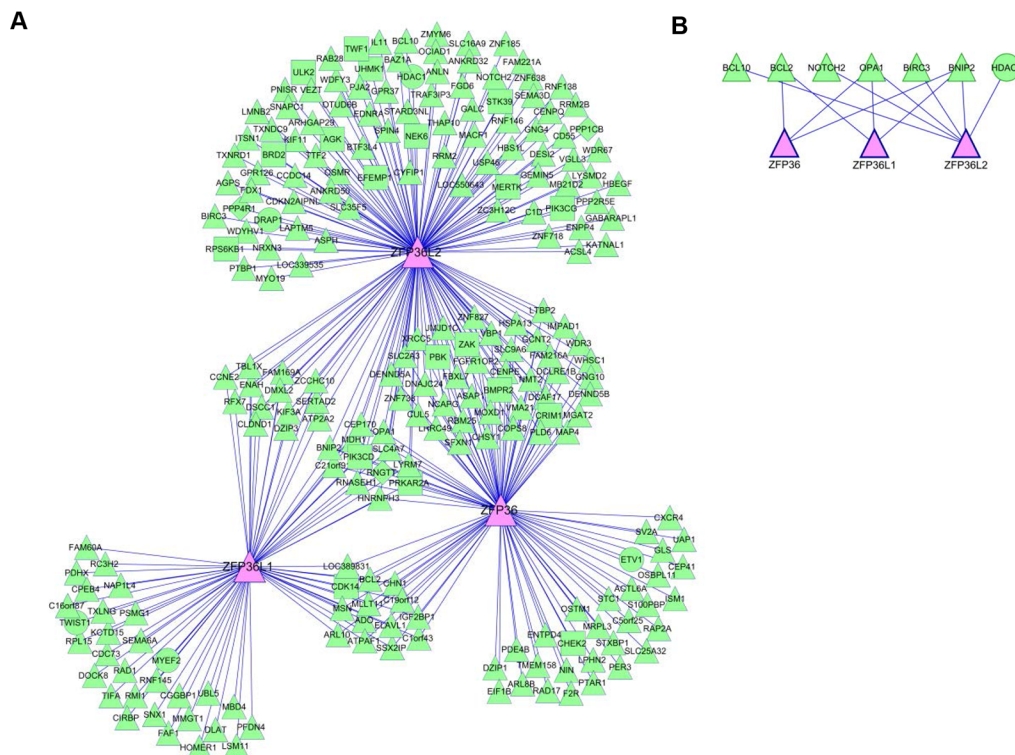 A
B
ZMYM6
IL11
BCL10
SLC16A9
ZNF185
TWF1
OCIAD1
RAB28
BAZ1A
ANKRD32
FAM221A
ULK2
UHMK1
HDAC1
ANLN
NOTCH2
ZNF638
WDFY3
PJA2
GPR37
FGD6
RNF138
PNISR
VEZT
TRAF3IP3
STK39
SEMA3D
DTUD6B
EDNRA
STARD3NL
GALC
CENPQ
RRM2B
LMNB2
SNAPC1
ARHGAP29
SPIN4
THAP10
RNF146
GNG4
PPP1CB
TXNDC9
KIF11
AGK
NEK6
MACF1
HBS1L
CD55
ITSN1
BRD2
BTF3L4
DESI2
WDR67
TXNRD1
TTF2
RRM2
USP46
VGLL3
GPR126
CCDC14
OSMR
EFEMP1
CYFIP1
GEMIN5
LYSMD2
AGPS
FDX1
ANKRD50
LOC550643
MERTK
MB21D2
HBEGF
CDKN2AIPNL
SLC35F5
PIK3CG
PPP2R5E
BIRC3
PPP4R1
DRAP1
ZC3H12C
C1D
GABARAPL1
WDYHV1
LAPTM5
ENPP4
RPS6KB1
NRXN3
ASPH
ZNF718
KATNAL1
ZFP36L2
ACSL4
PTBP1
LOC339535
MYO19
LTBP2
ZNF827
HSPA13
IMPAD1
JMJD1C
VBP1
XRCC5
ZAK
GCNT2
WDR3
SLC2A3
PBK
SLC9A6
FAM216A
WHSC1
TBL1X
FGFR1OP2
CENPE
DCLRE1B
CCNE2
FAM169A
DENND5A
FBXL7
NMT2
GNG10
ENAH
DMXL2
ZCCHC10
DNAJC24
BMPR2
DENND5B
RFX7
SERTAD2
ZNF738
ASAP1
DCAF17
DSCC1
KIF3A
NCAPG
MOXD1
VMA21
CLDND1
ATP2A2
CUL5
RBM25
CRIM1
MGAT2
OZIP3
CEP170
OPA1
LRRC49
COPS8
PLD6
MAP4
BNIP2
MDH1
SLC4A7
SFXN1
CHSY1
PIK3CD
LYRM7
C21orf9
RNGTT
RNASEH1
PRKAR2A
HNRNPH3
ZFP36
CXCR4
SV2A
UAP1
FAM60A
ETV1
GLS
RC3H2
ZFP36L1
LOC389831
CEP41
PDHX
BCL2
CHN1
OSBPL11
CPEB4
NAP1L4
CDK14
ACTL6A
C19orf12
STC1
S100PBP
ISM1
C16orf87
TXLNG
PSMG1
MSN
MLLT11
IGF2BP1
OSTM1
TWIST1
ADO
MRPL3
C5orf25
RAP2A
KCTD15
ELAVL1
ENTPD4
RPL15
SEMA6A
ARL10
ATPAF1
C1orf43
CHEK2
STXBP1
SLC25A32
CDC73
SSX2IP
PDE4B
LPHN2
MYEF2
TMEM158
PER3
DOCK8
RAD1
DZIP1
NIN
PTAR1
RNF145
ARL8B
TIFA
RMI1
CGGBP1
UBL5
EIF1B
RAD17
F2R
SNX1
MBD4
CIRBP
MMGT1
FAF1
DLAT
PFDN4
HOMER1
LSM11
BCL10
BCL2
NOTCH2
OPA1
BIRC3
BNIP2
HDAC
ZFP36
ZFP36L1
ZFP36L2